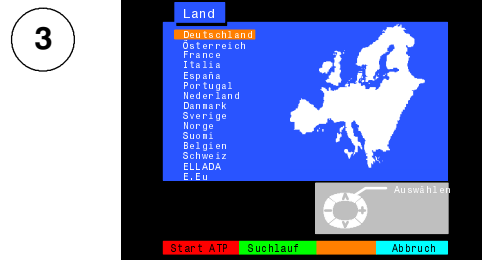 3
Land
Deutschland
Österreich
France
Italia
España
Portugal
Nederland
Danmark
Sverige
Norge
Suomi
Belgien
Schweiz
ELLADA
E.Eu
Auswählen
Start ATP Suchlauf Abbruch